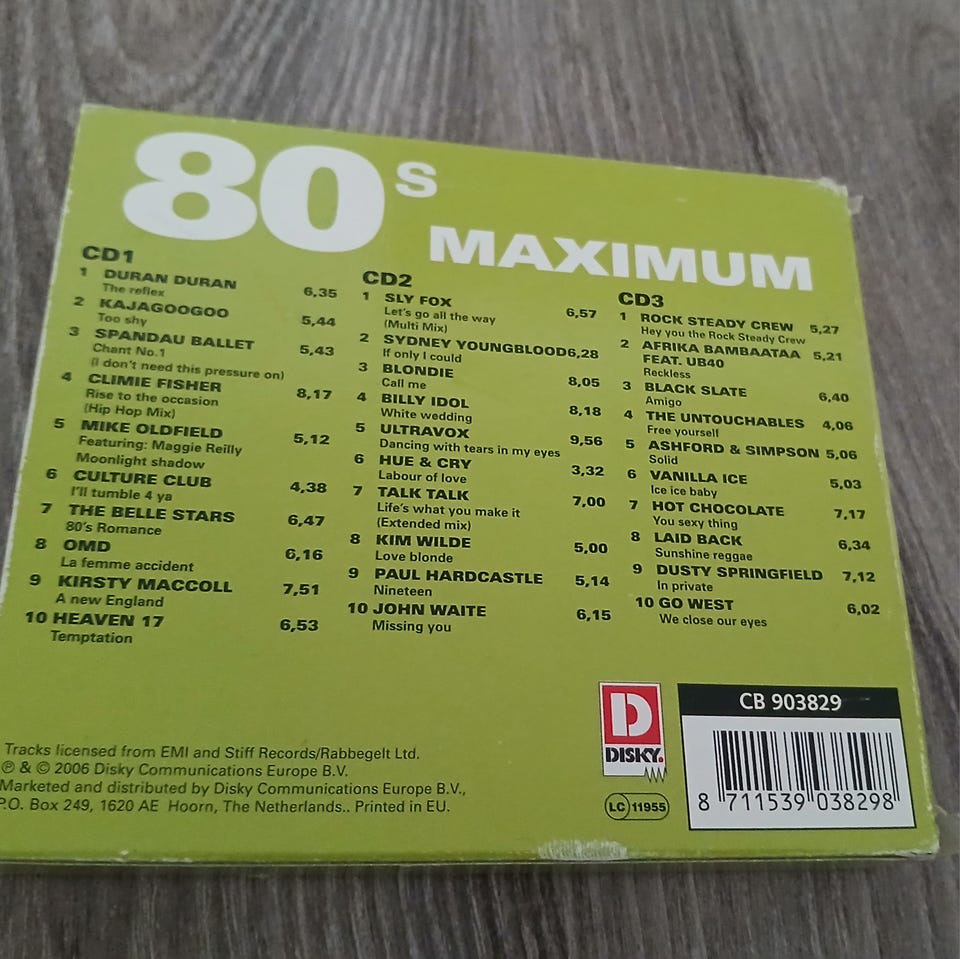 80s
MAXIMUM
CD1
1 DURAN DURAN 6,35
The reflex
2 KAJAGOOGOO 5,44
Too shy
3 SPANDAU BALLET 5,43
Chant No.1
(I don't need this pressure on)
4 CLIMIE FISHER 8,17
Rise to the occasion
(Hip Hop Mix)
5 MIKE OLDFIELD 5,12
Featuring: Maggie Reilly
Moonlight shadow
6 CULTURE CLUB 4,38
I'll tumble 4 ya
7 THE BELLE STARS 6,47
80's Romance
8 OMD 6,16
La femme accident
9 KIRSTY MACCOLL 7,51
A new England
10 HEAVEN 17 6,53
Temptation
CD2
1 SLY FOX 6,57
Let's go all the way
(Multi Mix)
2 SYDNEY YOUNGBLOOD 6,28
If only I could
3 BLONDIE 8,05
Call me
4 BILLY IDOL 8,18
White wedding
5 ULTRAVOX 9,56
Dancing with tears in my eyes
6 HUE & CRY 3,32
Labour of love
7 TALK TALK 7,00
Life's what you make it
(Extended mix)
8 KIM WILDE 5,00
Love blonde
9 PAUL HARDCASTLE 5,14
Nineteen
10 JOHN WAITE 6,15
Missing you
CD3
1 ROCK STEADY CREW 5,27
Hey you the Rock Steady Crew
2 AFRIKA BAMBAATAA 5,21
FEAT. UB40
Reckless
3 BLACK SLATE 6,40
Amigo
4 THE UNTOUCHABLES 4,06
Free yourself
5 ASHFORD & SIMPSON 5,06
Solid
6 VANILLA ICE 5,03
Ice ice baby
7 HOT CHOCOLATE 7,17
You sexy thing
8 LAID BACK 6,34
Sunshine reggae
9 DUSTY SPRINGFIELD 7,12
In private
10 GO WEST 6,02
We close our eyes
Tracks licensed from EMI and Stiff Records/Rabbegelt Ltd.
℗ & © 2006 Disky Communications Europe B.V.
Marketed and distributed by Disky Communications Europe B.V.,
P.O. Box 249, 1620 AE Hoorn, The Netherlands.. Printed in EU.
D
DISKY.
LC 11955
CB 903829
8 711539 038298